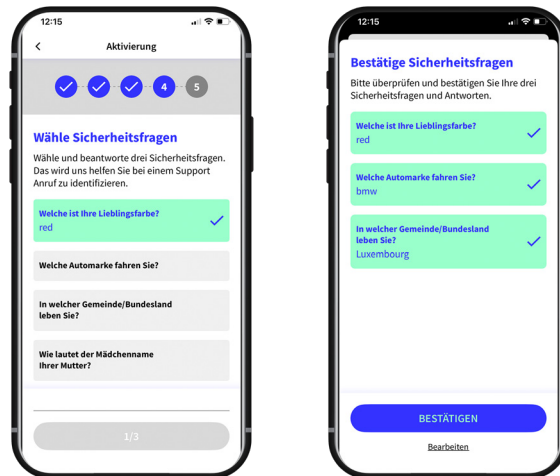 12:15
Aktivierung
4
5
Wähle Sicherheitsfragen
Wähle und beantworte drei Sicherheitsfragen.
Das wird uns helfen Sie bei einem Support
Anruf zu identifizieren.
Welche ist Ihre Lieblingsfarbe?
red
Welche Automarke fahren Sie?
In welcher Gemeinde/Bundesland
leben Sie?
Wie lautet der Mädchenname
Ihrer Mutter?
1/3
12:15
Bestätige Sicherheitsfragen
Bitte überprüfen und bestätigen Sie Ihre drei
Sicherheitsfragen und Antworten.
Welche ist Ihre Lieblingsfarbe?
red
Welche Automarke fahren Sie?
bmw
In welcher Gemeinde/Bundesland
leben Sie?
Luxembourg
BESTÄTIGEN
Bearbeiten